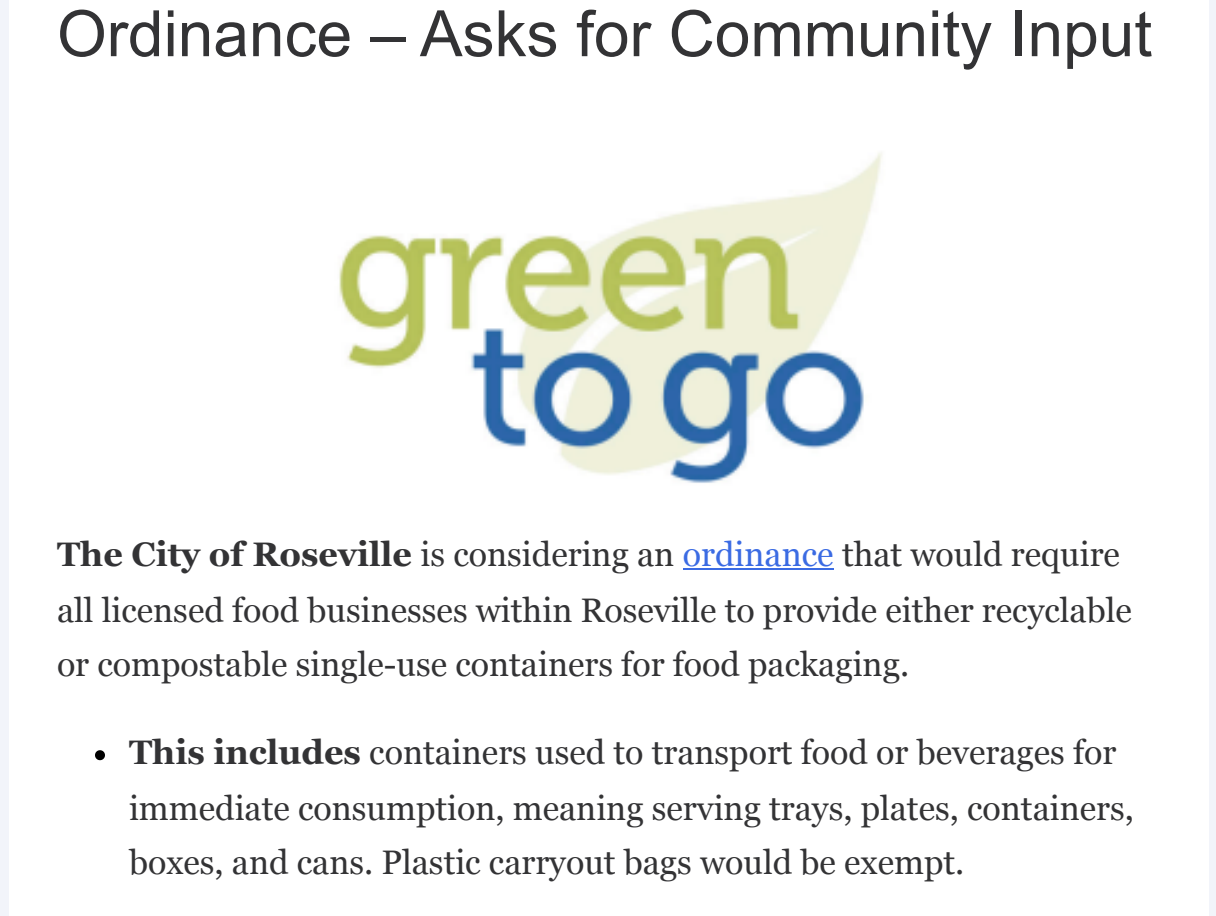 Ordinance – Asks for Community Input
green
to go
The City of Roseville is considering an ordinance that would require
all licensed food businesses within Roseville to provide either recyclable
or compostable single-use containers for food packaging.
• This includes containers used to transport food or beverages for
immediate consumption, meaning serving trays, plates, containers,
boxes, and cans. Plastic carryout bags would be exempt.